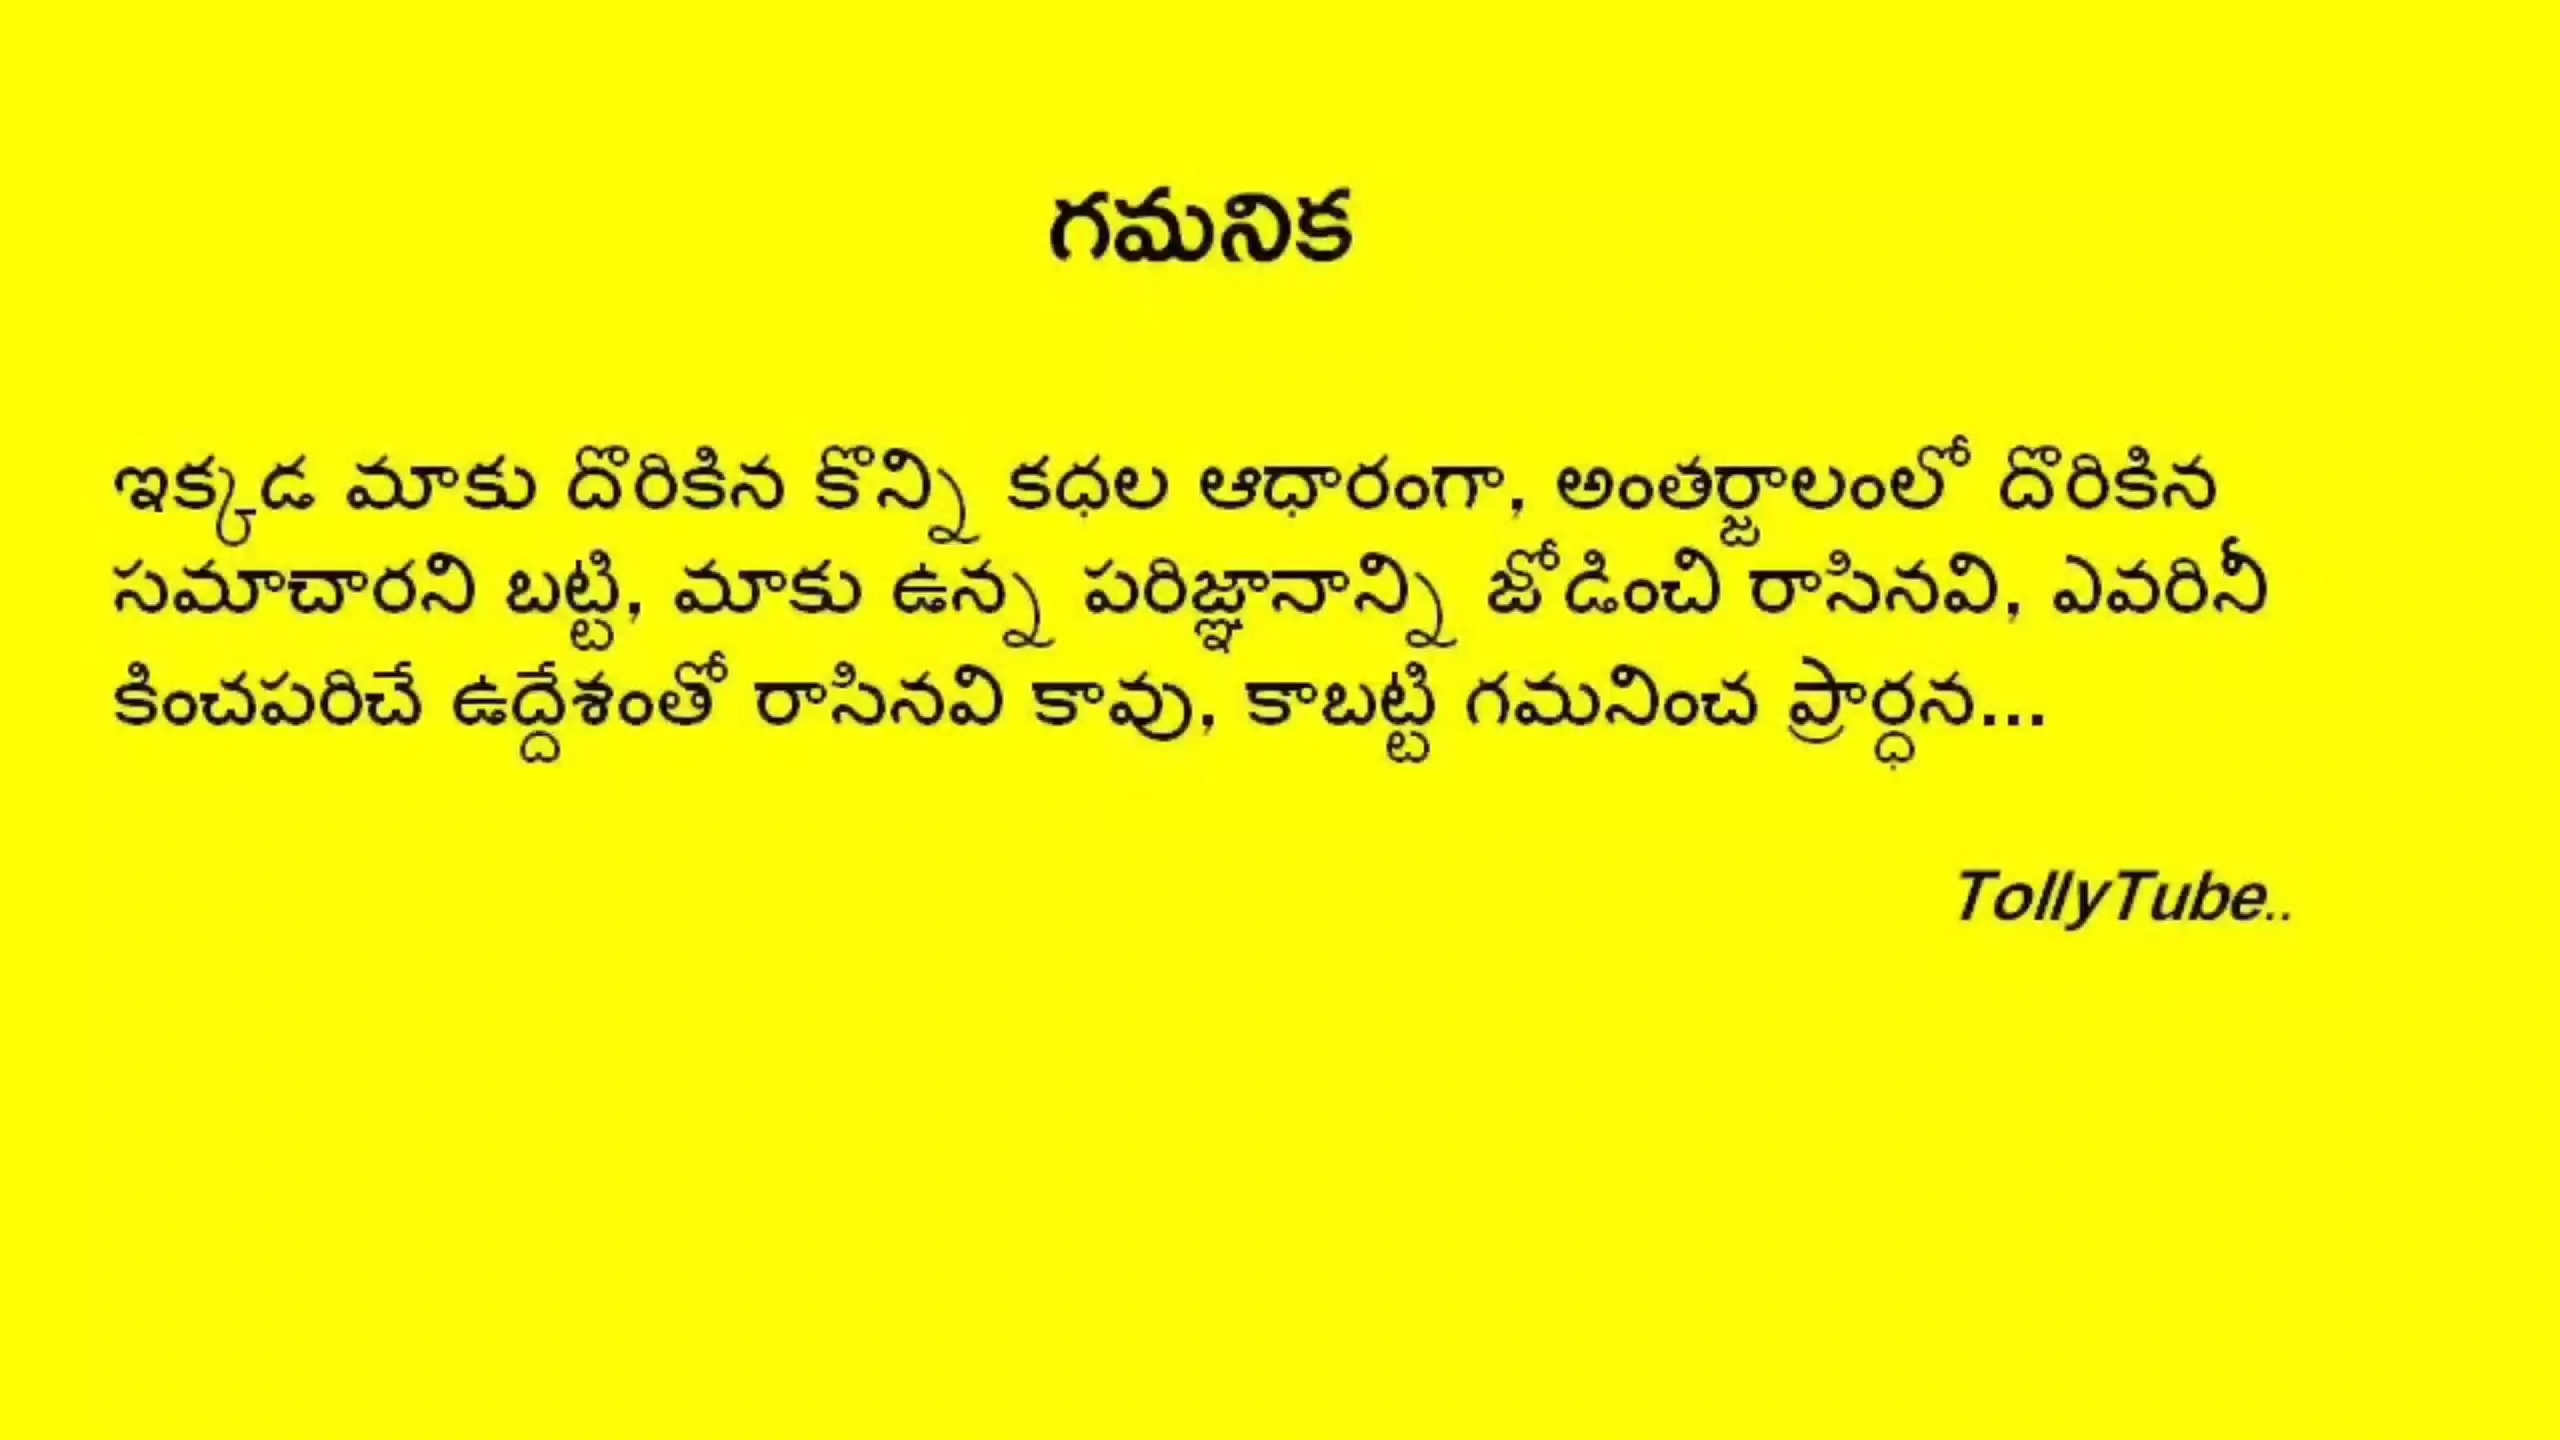 గమనిక
ఇక్కడ మాకు దొరికిన కొన్ని కధల ఆధారంగా, అంతర్జాలంలో దొరికిన
సమాచారని బట్టి, మాకు ఉన్న పరిజ్ఞానాన్ని జోడించి రాసినవి, ఎవరినీ
కించపరిచే ఉద్దేశంతో రాసినవి కావు, కాబట్టి గమనించ ప్రార్ధన...
TollyTube..